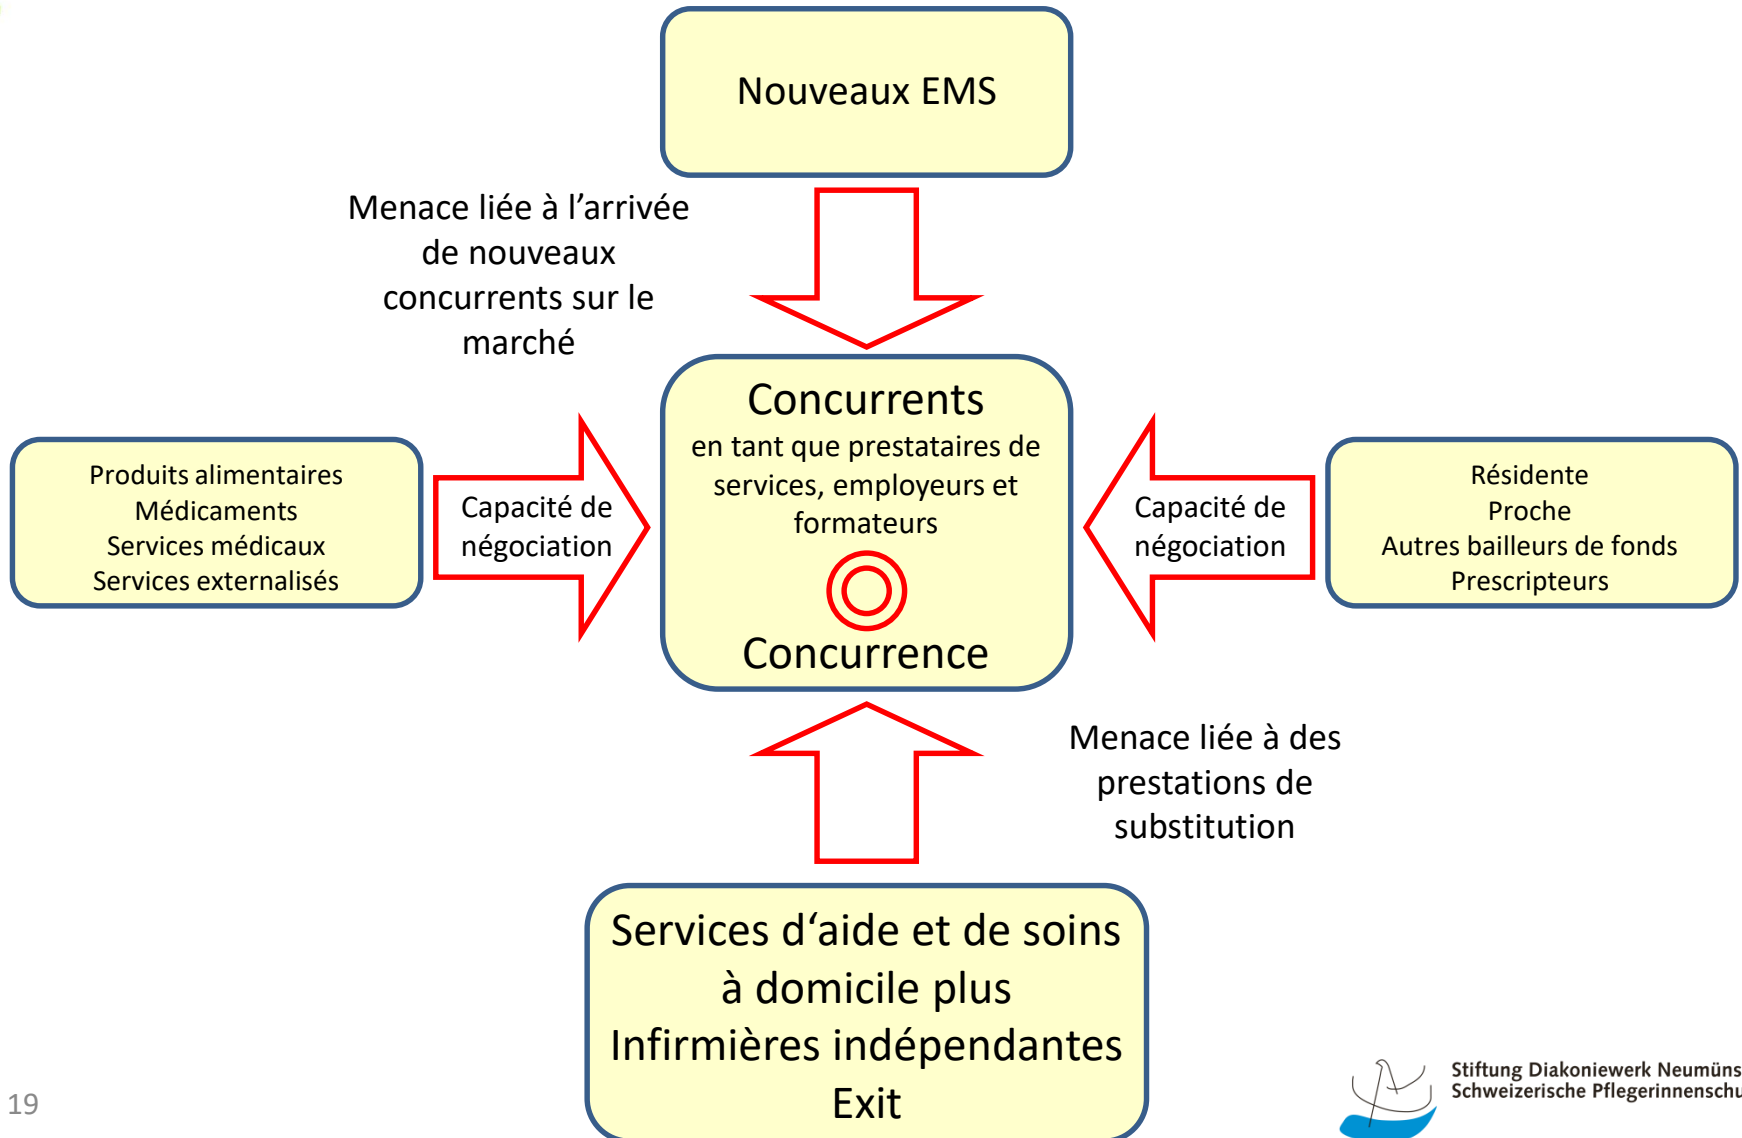 Nouveaux EMS
Menace liée à l’arrivée
de nouveaux
concurrents sur le
marché
Concurrents
en tant que prestataires de
services, employeurs et
formateurs
Concurrence
Produits alimentaires
Médicaments
Services médicaux
Services externalisés
Capacité de
négociation
Capacité de
négociation
Résidente
Proche
Autres bailleurs de fonds
Prescripteurs
Menace liée à des
prestations de
substitution
Services d‘aide et de soins
à domicile plus
Infirmières indépendantes
Exit
19
Stiftung Diakoniewerk Neumüns
Schweizerische Pflegerinnenschu